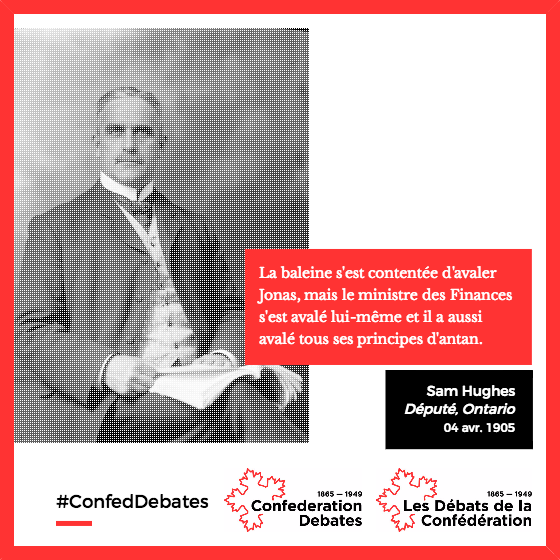 La baleine s'est contentée d'avaler
Jonas, mais le ministre des Finances
s'est avalé lui-même et il a aussi
avalé tous ses principes d'antan.
Sam Hughes
Député, Ontario
04 avr. 1905
#ConfedDebates
1865 — 1949
Confederation
Debates
1865 — 1949
Les Débats de la
Confédération